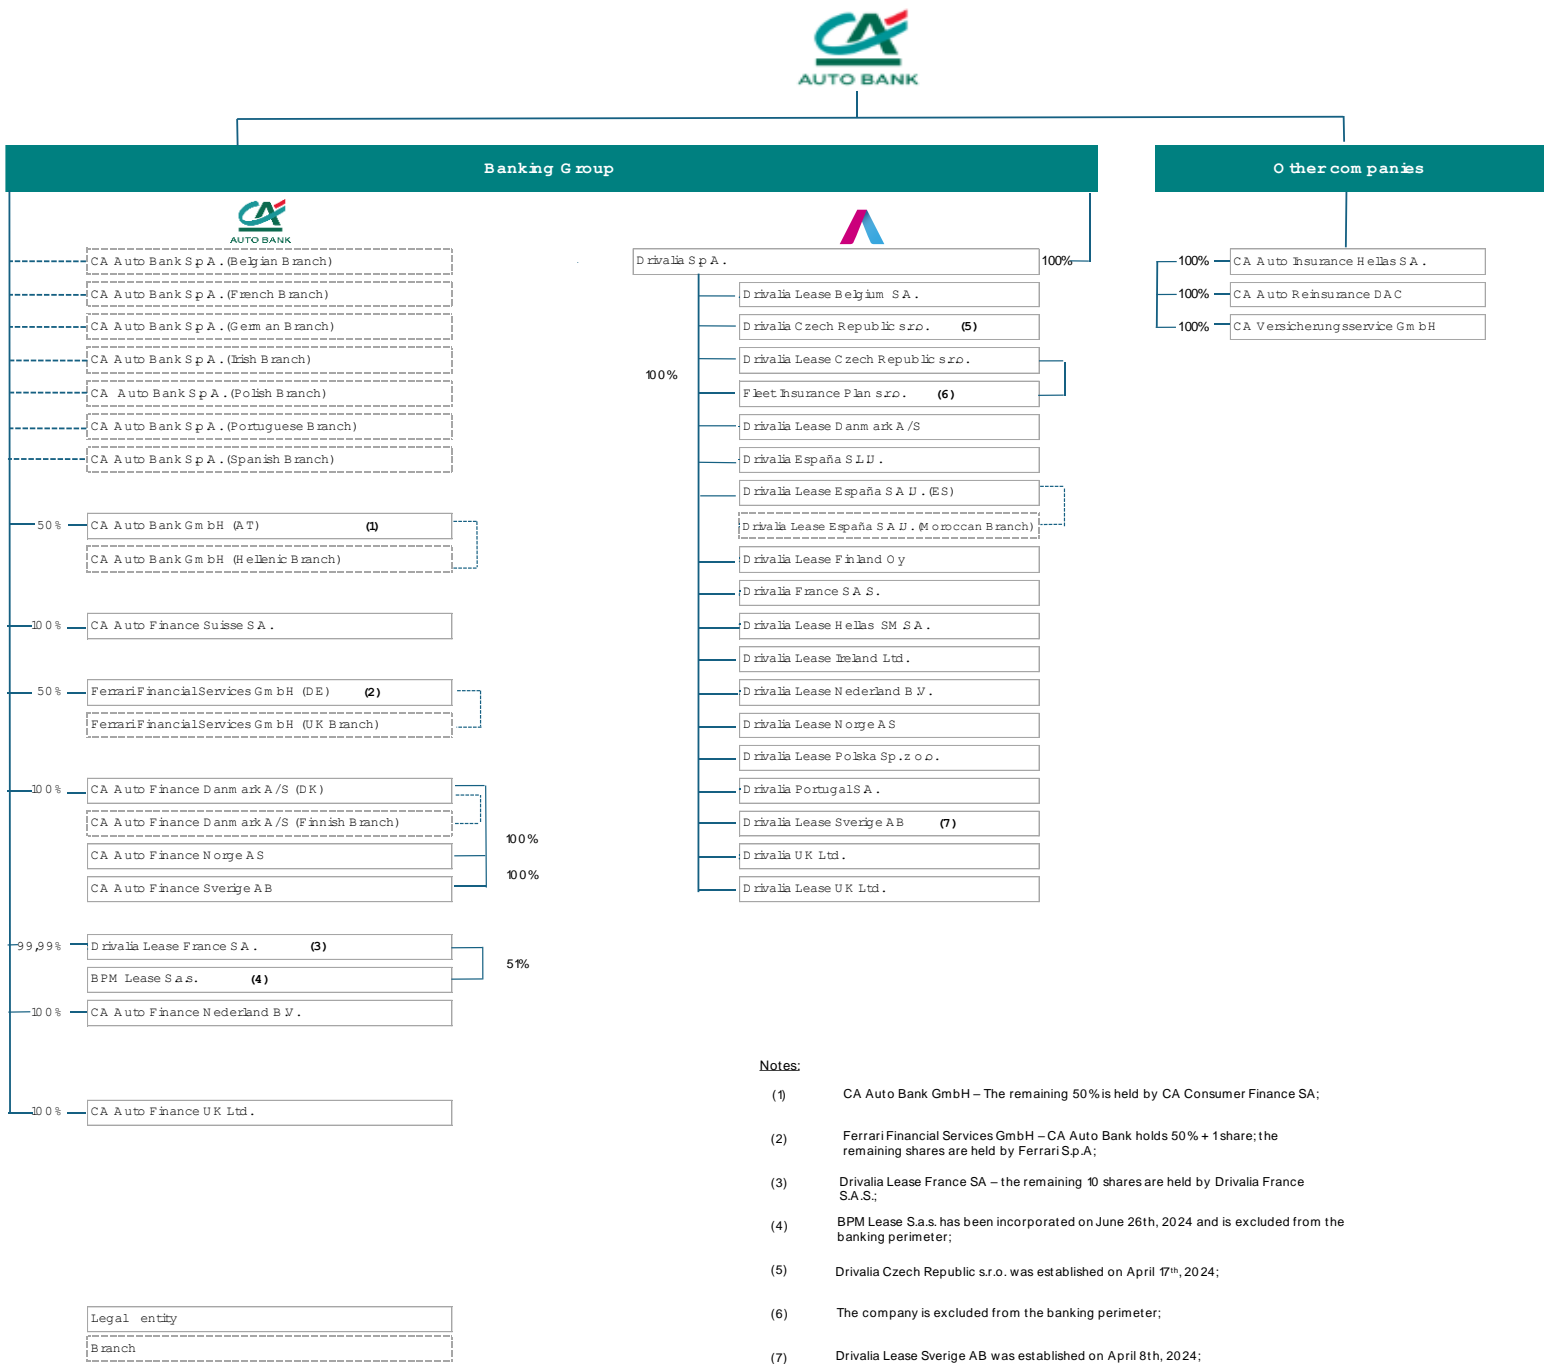 CA
AUTO BANK
Banking Group
Other companies
CA
AUTO BANK
CA Auto Bank S.p.A. (Belgian Branch)
CA Auto Bank S.p.A. (French Branch)
CA Auto Bank S.p.A. (German Branch)
CA Auto Bank S.p.A. (Irish Branch)
CA Auto Bank S.p.A. (Polish Branch)
CA Auto Bank S.p.A. (Portuguese Branch)
CA Auto Bank S.p.A. (Spanish Branch)
50% CA Auto Bank GmbH (AT) (1)
CA Auto Bank GmbH (Hellenic Branch)
100% CA Auto Finance Suisse S.A.
50% Ferrari Financial Services GmbH (DE) (2)
Ferrari Financial Services GmbH (UK Branch)
100% CA Auto Finance Danmark A/S (DK)
CA Auto Finance Danmark A/S (Finnish Branch)
100%
CA Auto Finance Norge AS
100%
CA Auto Finance Sverige AB
99,99% Drivalia Lease France S.A. (3)
51%
BPM Lease S.a.s. (4)
100% CA Auto Finance Nederland B.V.
100% CA Auto Finance UK Ltd.
Legal entity
Branch
Drivalia S.p.A. 100%
100%
Drivalia Lease Belgium S.A.
Drivalia Czech Republic s.r.o. (5)
Drivalia Lease Czech Republic s.r.o.
Fleet Insurance Plan s.r.o. (6)
Drivalia Lease Danmark A/S
Drivalia España S.L.U.
Drivalia Lease España S.A.U. (ES)
Drivalia Lease España S.A.U. (Moroccan Branch)
Drivalia Lease Finland Oy
Drivalia France S.A.S.
Drivalia Lease Hellas SM S.A.
Drivalia Lease Ireland Ltd.
Drivalia Lease Nederland B.V.
Drivalia Lease Norge AS
Drivalia Lease Polska Sp. z o.o.
Drivalia Portugal S.A.
Drivalia Lease Sverige AB (7)
Drivalia UK Ltd.
Drivalia Lease UK Ltd.
100% CA Auto Insurance Hellas S.A.
100% CA Auto Reinsurance DAC
100% CA Versicherungsservice GmbH
Notes:
(1) CA Auto Bank GmbH – The remaining 50% is held by CA Consumer Finance SA;
(2) Ferrari Financial Services GmbH – CA Auto Bank holds 50% + 1 share; the
remaining shares are held by Ferrari S.p.A;
(3) Drivalia Lease France SA – the remaining 10 shares are held by Drivalia France
S.A.S.;
(4) BPM Lease S.a.s. has been incorporated on June 26th, 2024 and is excluded from the
banking perimeter;
(5) Drivalia Czech Republic s.r.o. was established on April 17th, 2024;
(6) The company is excluded from the banking perimeter;
(7) Drivalia Lease Sverige AB was established on April 8th, 2024;